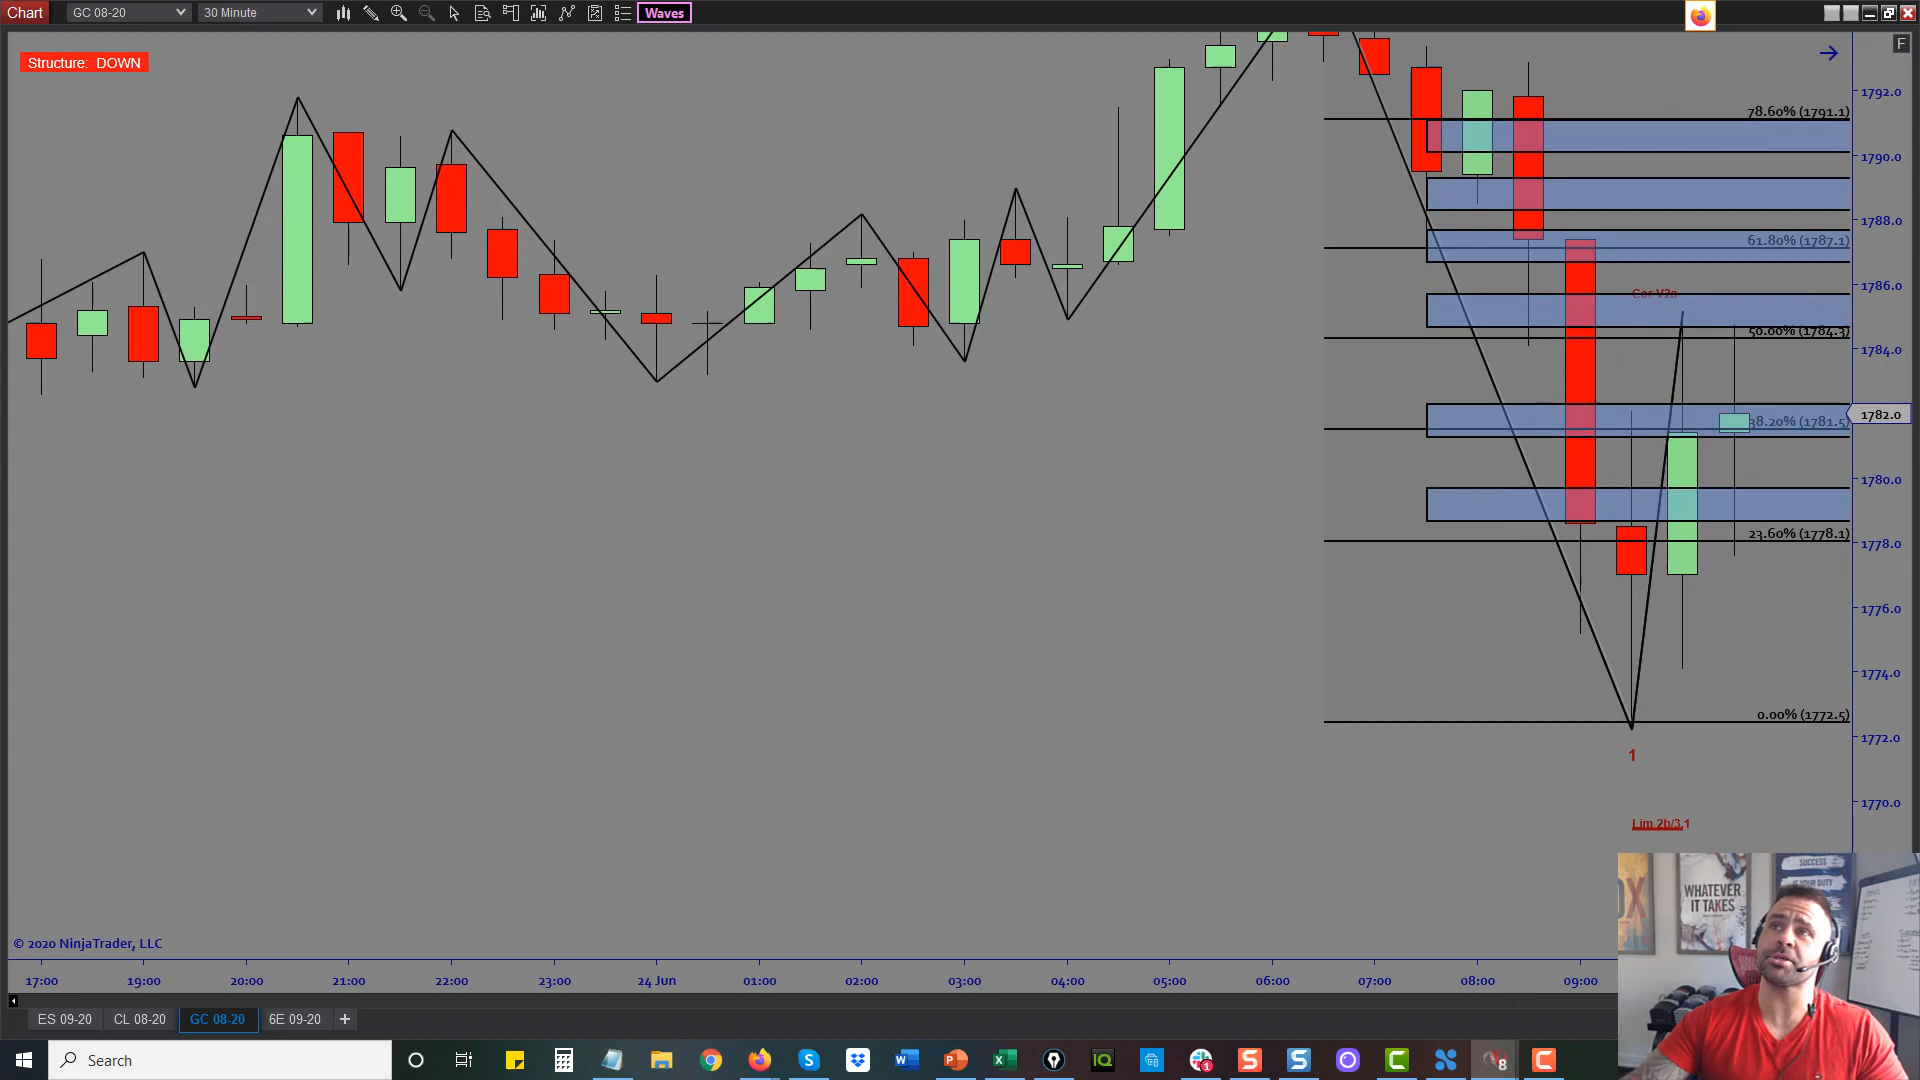 Chart
GC 08-20
30 Minute
Waves
Structure: DOWN
F
1792.0
78.60% (1791.1)
1790.0
1788.0
61.80% (1787.1)
1786.0
Cor V2a
50.00% (1784.3)
1784.0
1782.0
38.20% (1781.5)
1780.0
23.60% (1778.1)
1778.0
1776.0
1774.0
0.00% (1772.5)
1772.0
1
1770.0
Lim 2b/3,1
SUCCESS
IS YOUR DUTY
WHATEVER
IT TAKES
© 2020 NinjaTrader, LLC
17:00 19:00 20:00 21:00 22:00 23:00 24 Jun 01:00 02:00 03:00 04:00 05:00 06:00 07:00 08:00 09:00
ES 09-20 CL 08-20 GC 08-20 6E 09-20 +
Search